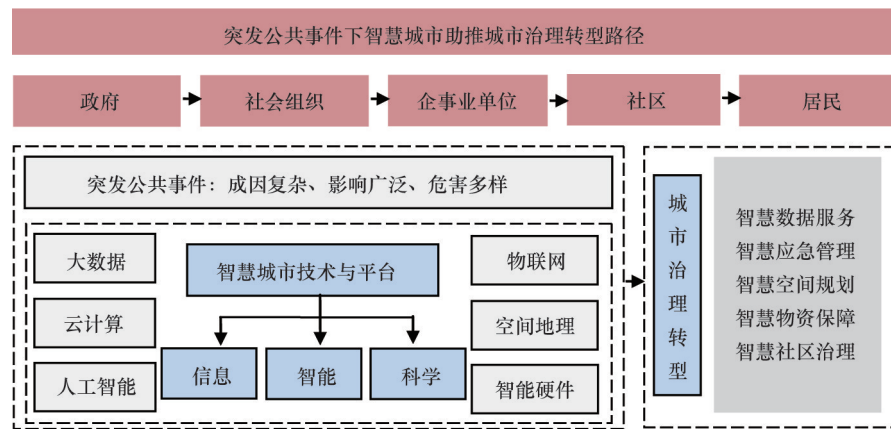 突发公共事件下智慧城市助推城市治理转型路径
政府
社会组织
企事业单位
社区
居民
突发公共事件：成因复杂、影响广泛、危害多样
大数据
云计算
人工智能
智慧城市技术与平台
信息
智能
科学
物联网
空间地理
智能硬件
城市治理转型
智慧数据服务
智慧应急管理
智慧空间规划
智慧物资保障
智慧社区治理